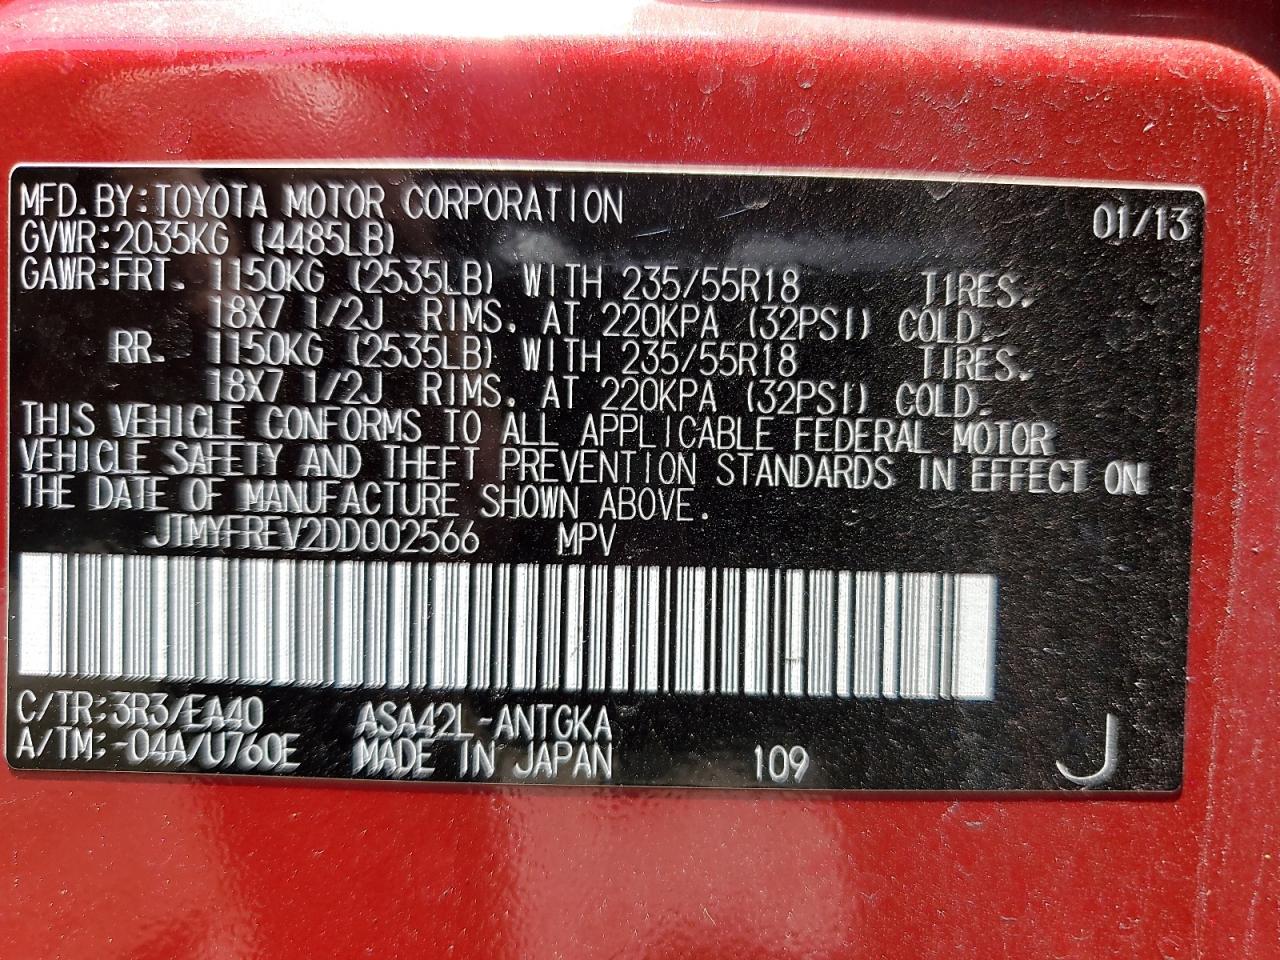 MFD. BY: TOYOTA MOTOR CORPORATION 01/13
GVWR: 2035KG (4485LB)
GAWR: FRT. 1150KG (2535LB) WITH 235/55R18 TIRES.
18X7 1/2J RIMS. AT 220KPA (32PSI) COLD.
RR. 1150KG (2535LB) WITH 235/55R18 TIRES.
18X7 1/2J RIMS. AT 220KPA (32PSI) COLD.
THIS VEHICLE CONFORMS TO ALL APPLICABLE FEDERAL MOTOR
VEHICLE SAFETY AND THEFT PREVENTION STANDARDS IN EFFECT ON
THE DATE OF MANUFACTURE SHOWN ABOVE.
JTMYFREV2DD002566 MPV
C/TR: 3R3/EA40 ASA42L-ANTGKA
A/TM: -04A/U760E MADE IN JAPAN 109 J